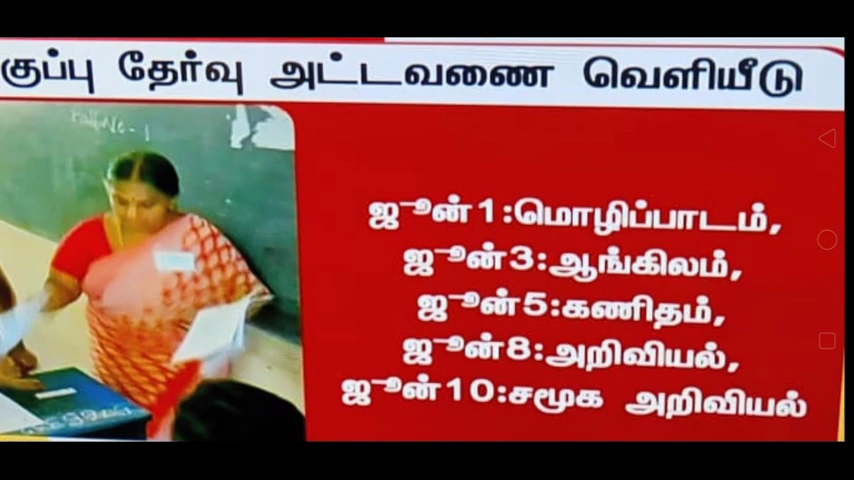 குப்பு தேர்வு அட்டவணை வெளியீடு
ஜூன்1:மொழிப்பாடம்,
ஜூன்3:ஆங்கிலம்,
ஜூன்5:கணிதம்,
ஜூன்8:அறிவியல்,
ஜூன்10:சமூக அறிவியல்